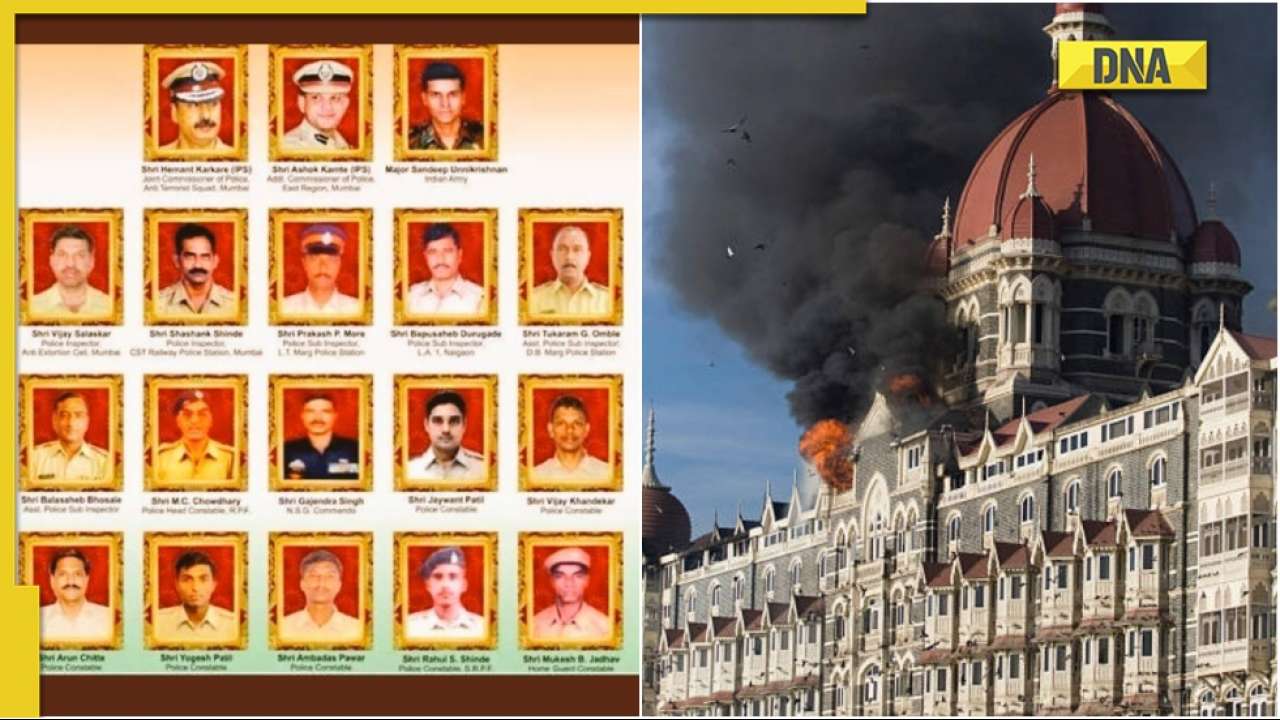 DNA
Shri Hemant Karkare (IPS)
Joint Commissioner of Police,
Anti Terrorist Squad, Mumbai
Shri Ashok Kamte (IPS)
Addl. Commissioner of Police,
East Region, Mumbai
Major Sandeep Unnikrishnan
Indian Army
Shri Vijay Salaskar
Police Inspector,
Anti Extortion Cell, Mumbai
Shri Shashank Shinde
Police Inspector,
CST Railway Police Station, Mumbai
Shri Prakash P. More
Police Sub Inspector,
L.T. Marg Police Station
Shri Bapusaheb Durugade
Police Sub Inspector,
L.A. 1, Naigaon
Shri Tukaram G. Omble
Asst. Police Sub Inspector,
D.B. Marg Police Station
Shri Balasaheb Bhosale
Asst. Police Sub Inspector
Shri M.C. Chowdhary
Police Head Constable, R.P.F.
Shri Gajendra Singh
N.S.G. Commando
Shri Jaywant Patil
Police Constable
Shri Vijay Khandekar
Police Constable
Shri Arun Chitte
Police Constable
Shri Yogesh Patil
Police Constable
Shri Ambadas Pawar
Police Constable
Shri Rahul S. Shinde
Police Constable, S.R.P.F.
Shri Mukesh B. Jadhav
Home Guard Constable